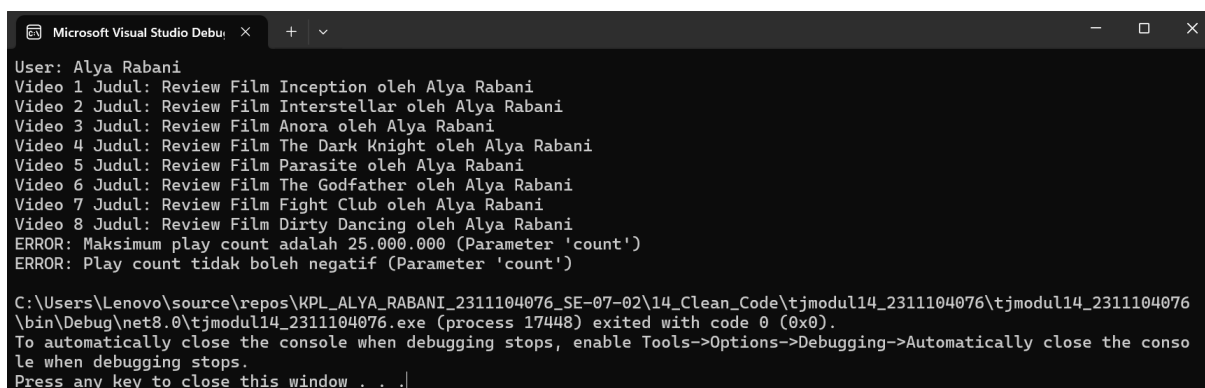 Microsoft Visual Studio Debu
User: Alya Rabani
Video 1 Judul: Review Film Inception oleh Alya Rabani
Video 2 Judul: Review Film Interstellar oleh Alya Rabani
Video 3 Judul: Review Film Anora oleh Alya Rabani
Video 4 Judul: Review Film The Dark Knight oleh Alya Rabani
Video 5 Judul: Review Film Parasite oleh Alya Rabani
Video 6 Judul: Review Film The Godfather oleh Alya Rabani
Video 7 Judul: Review Film Fight Club oleh Alya Rabani
Video 8 Judul: Review Film Dirty Dancing oleh Alya Rabani
ERROR: Maksimum play count adalah 25.000.000 (Parameter 'count')
ERROR: Play count tidak boleh negatif (Parameter 'count')
C:\Users\Lenovo\source\repos\KPL_ALYA_RABANI_2311104076_SE-07-02\14_Clean_Code\tjmodul14_2311104076\tjmodul14_2311104076
\bin\Debug\net8.0\tjmodul14_2311104076.exe (process 17448) exited with code 0 (0x0).
To automatically close the console when debugging stops, enable Tools->Options->Debugging->Automatically close the conso
le when debugging stops.
Press any key to close this window . . .